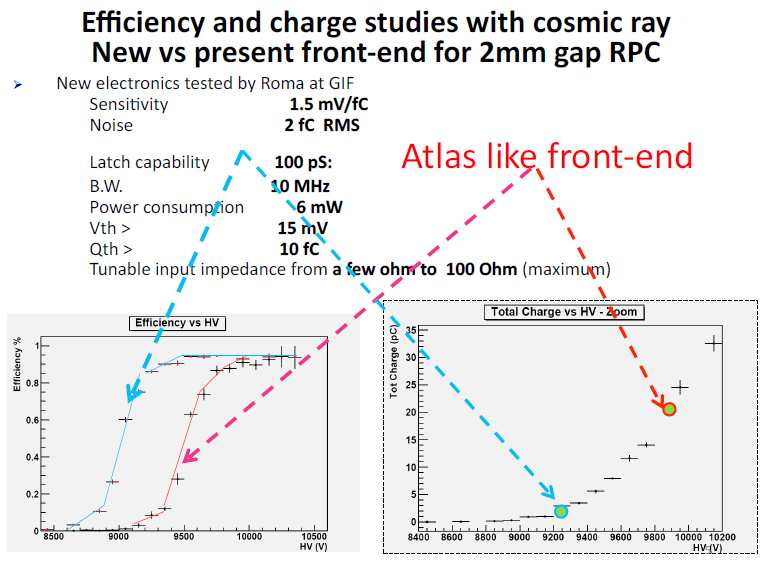 Efficiency and charge studies with cosmic ray
New vs present front-end for 2mm gap RPC
➢ New electronics tested by Roma at GIF
Sensitivity 1.5 mV/fC
Noise 2 fC RMS
Latch capability 100 pS:
Atlas like front-end
B.W. 10 MHz
Power consumption 6 mW
Vth > 15 mV
Qth > 10 fC
Tunable input impedance from a few ohm to 100 Ohm (maximum)
Efficiency vs HV
Efficiency %
1
0.8
0.6
0.4
0.2
0
8500 9000 9500 10000 10500
HV (V)
Total Charge vs HV - Zoom
Tot Charge (pC)
35
30
25
20
15
10
5
0
8400 8600 8800 9000 9200 9400 9600 9800 10000 10200
HV (V)